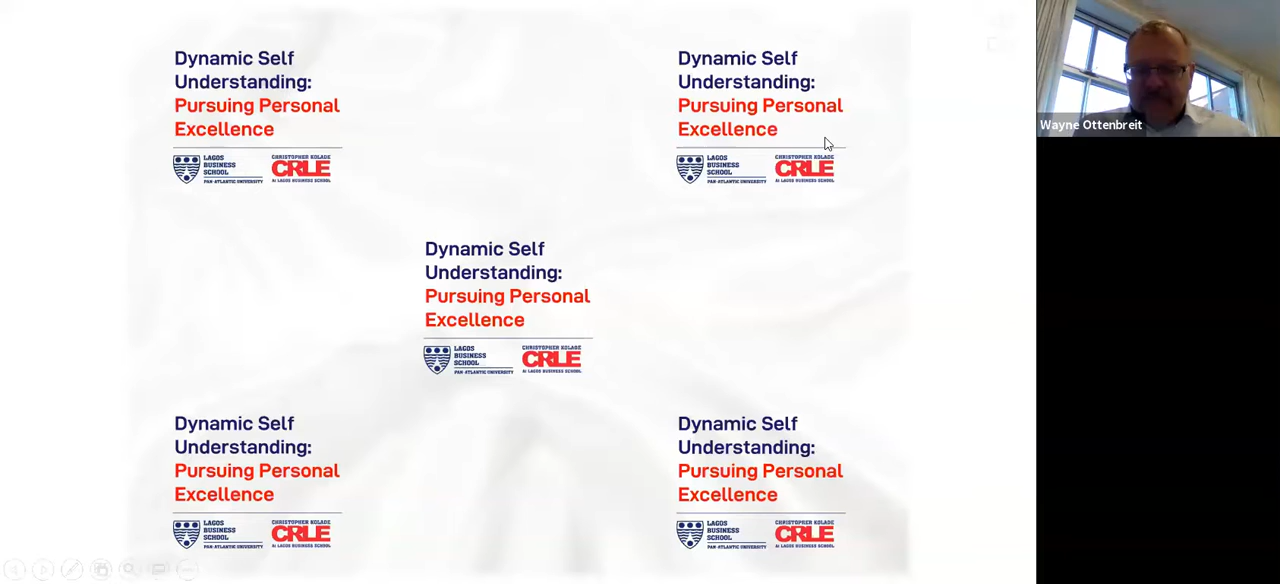 Dynamic Self
Understanding:
Pursuing Personal
Excellence
LAGOS
BUSINESS
SCHOOL
PAN-ATLANTIC UNIVERSITY
CHRISTOPHER KOLADE
CRLE
At LAGOS BUSINESS SCHOOL
Dynamic Self
Understanding:
Pursuing Personal
Excellence
LAGOS
BUSINESS
SCHOOL
PAN-ATLANTIC UNIVERSITY
CHRISTOPHER KOLADE
CRLE
At LAGOS BUSINESS SCHOOL
Wayne Ottenbreit
Dynamic Self
Understanding:
Pursuing Personal
Excellence
LAGOS
BUSINESS
SCHOOL
PAN-ATLANTIC UNIVERSITY
CHRISTOPHER KOLADE
CRLE
At LAGOS BUSINESS SCHOOL
Dynamic Self
Understanding:
Pursuing Personal
Excellence
LAGOS
BUSINESS
SCHOOL
PAN-ATLANTIC UNIVERSITY
CHRISTOPHER KOLADE
CRLE
At LAGOS BUSINESS SCHOOL
Dynamic Self
Understanding:
Pursuing Personal
Excellence
LAGOS
BUSINESS
SCHOOL
PAN-ATLANTIC UNIVERSITY
CHRISTOPHER KOLADE
CRLE
At LAGOS BUSINESS SCHOOL